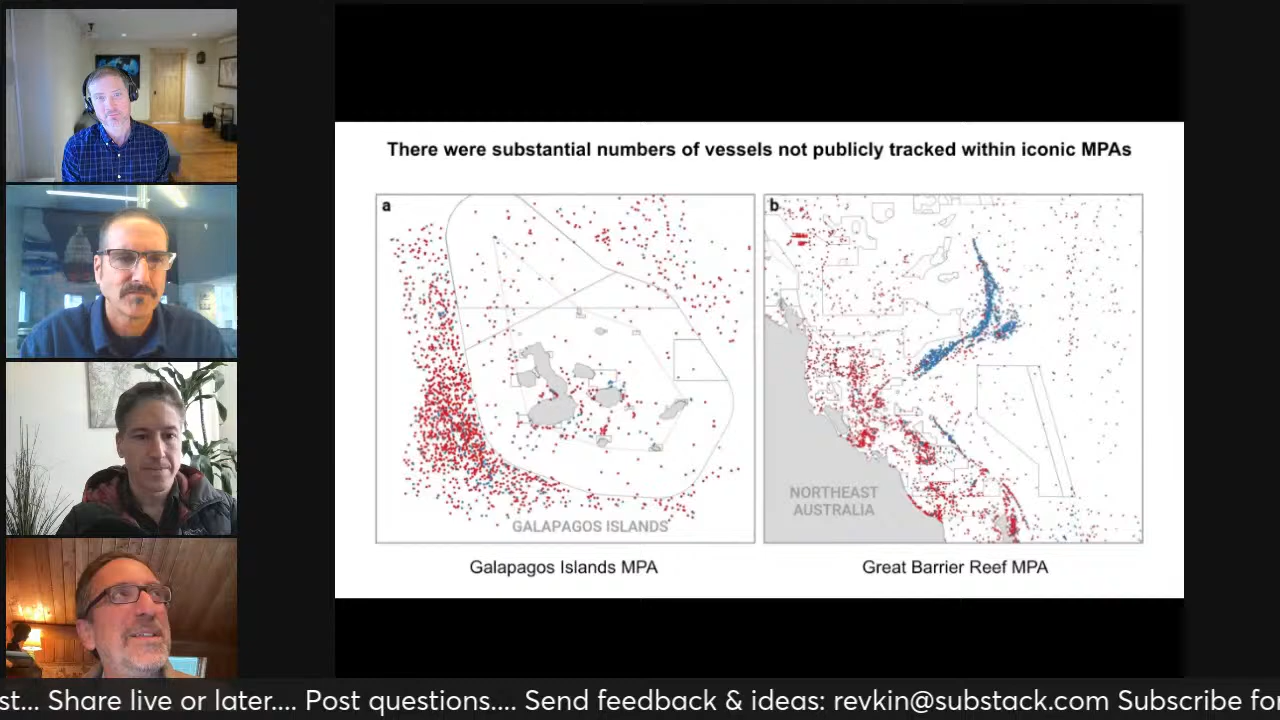 There were substantial numbers of vessels not publicly tracked within iconic MPAs
a
b
GALAPAGOS ISLANDS
NORTHEAST
AUSTRALIA
Galapagos Islands MPA
Great Barrier Reef MPA
st... Share live or later.... Post questions.... Send feedback & ideas: revkin@substack.com Subscribe fo